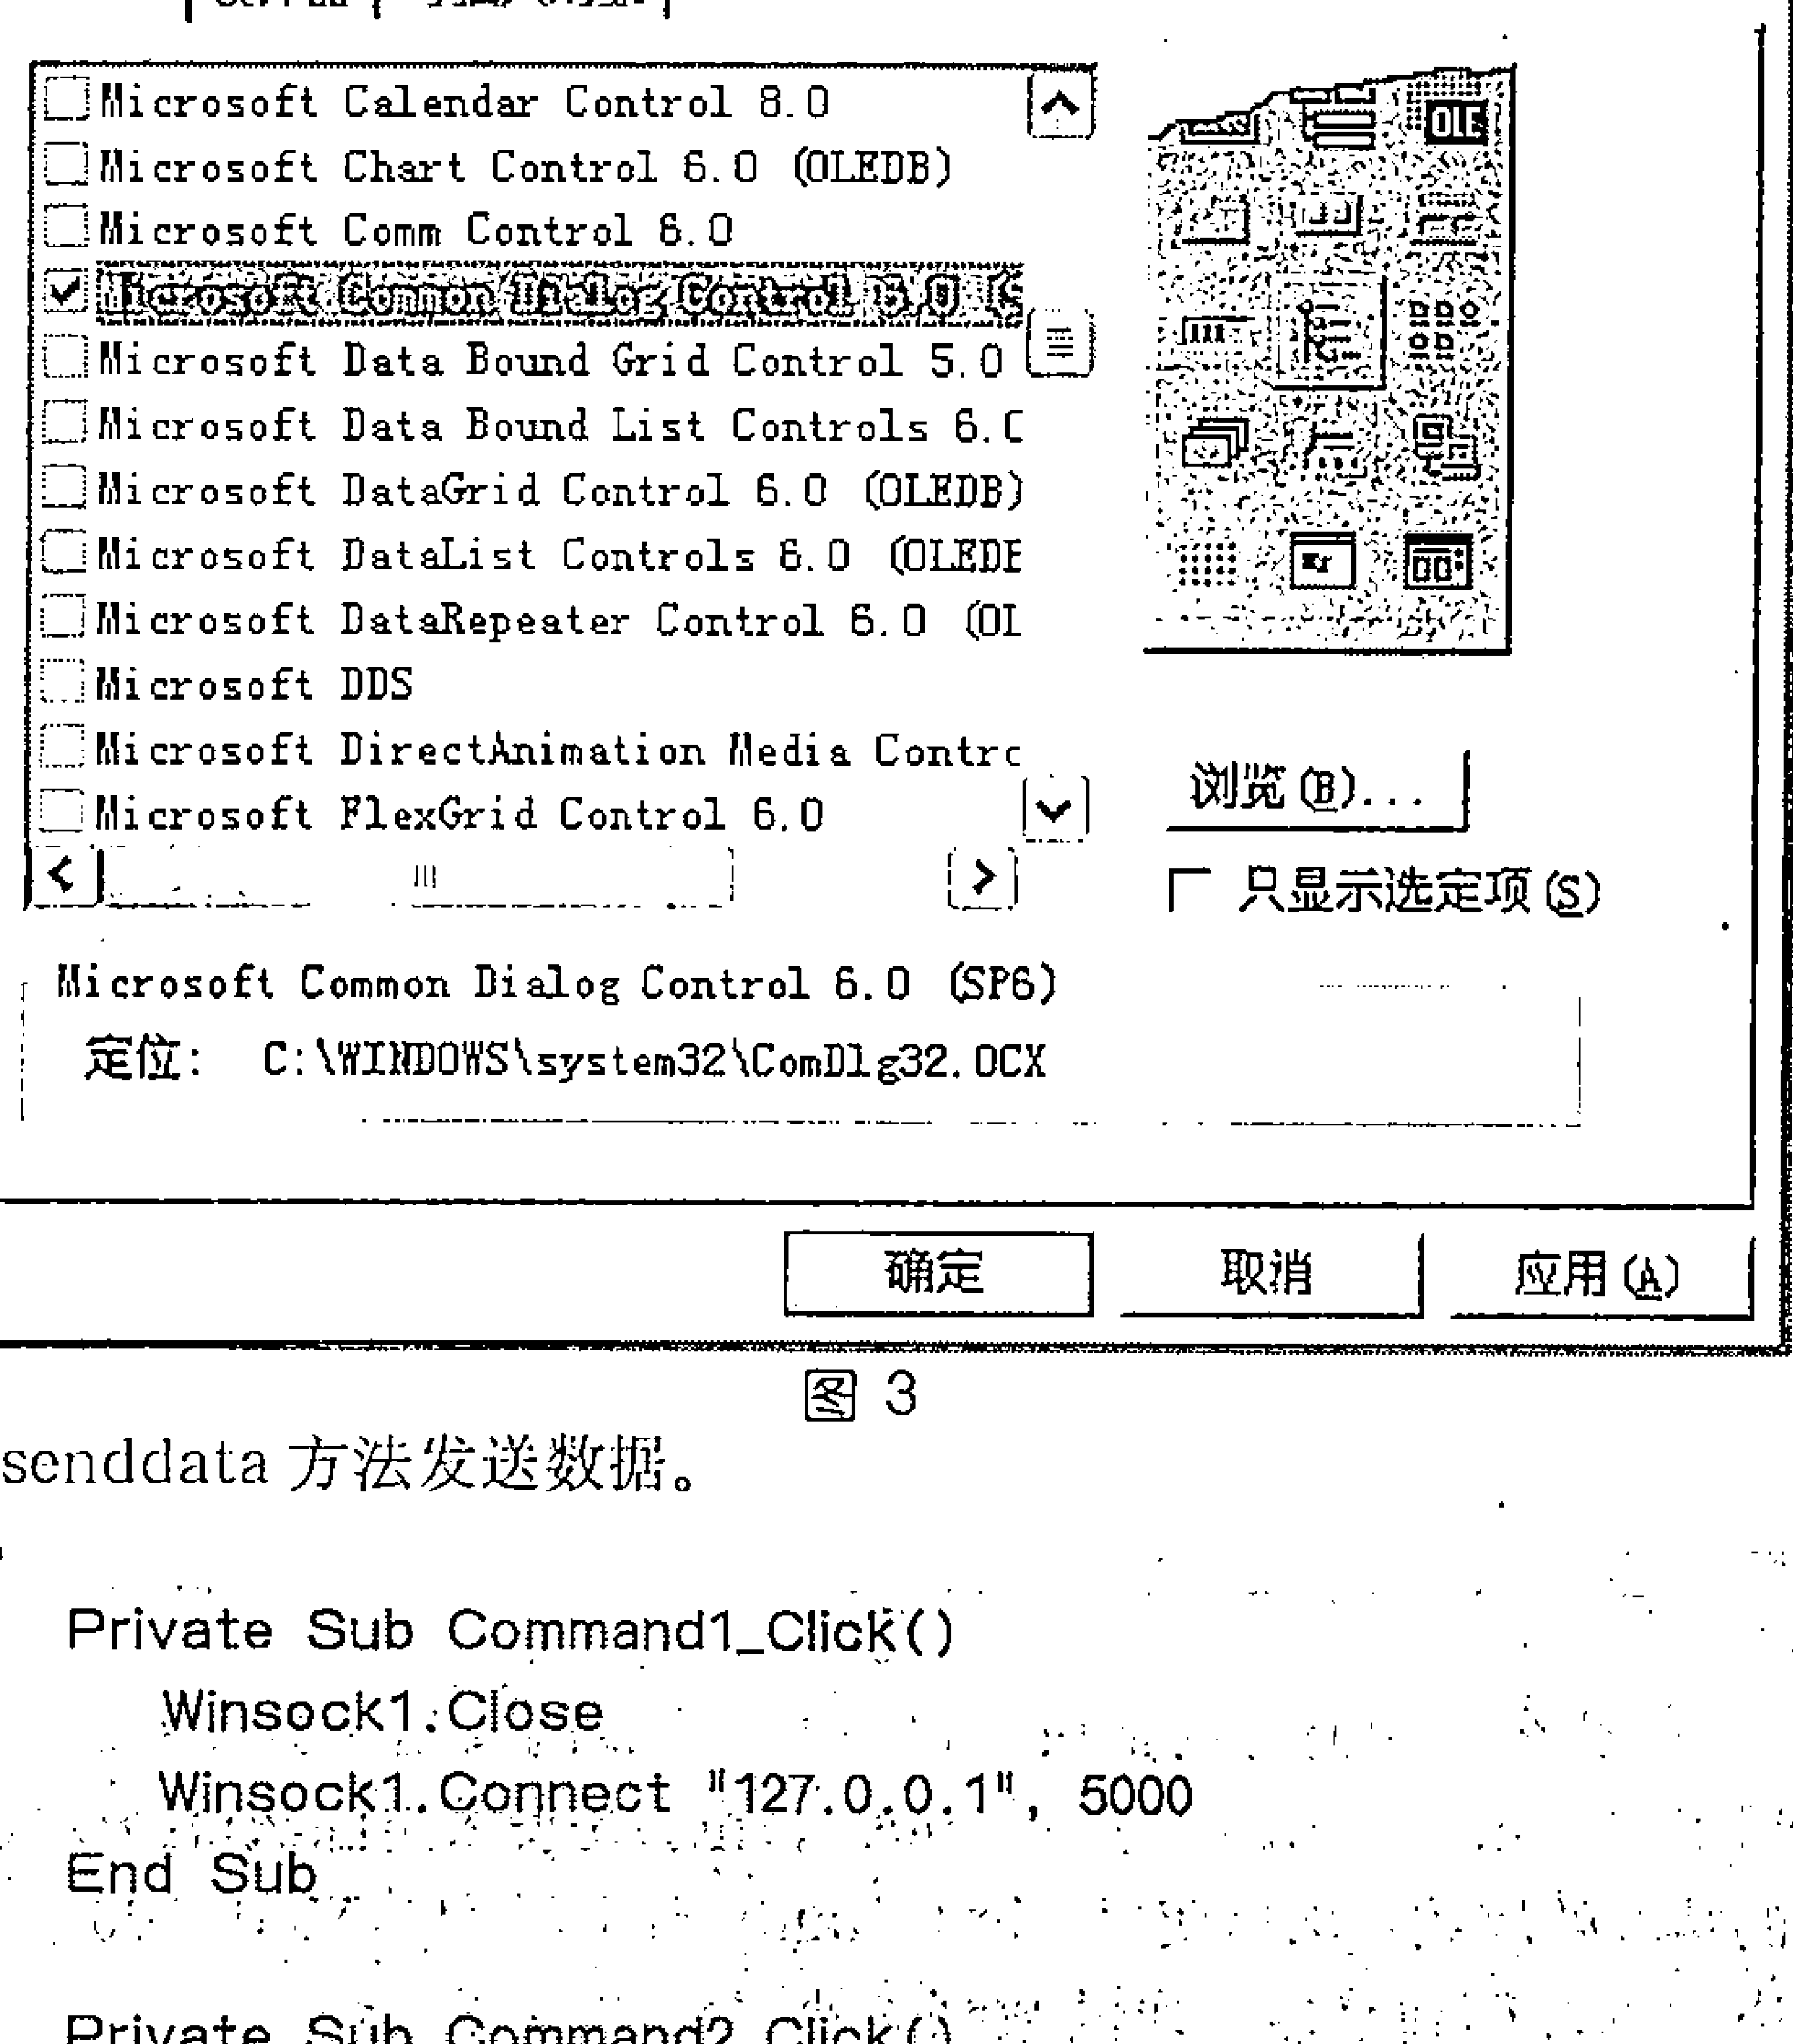 Microsoft Calendar Control 8.0
Microsoft Chart Control 6.0 (OLEDB)
Microsoft Comm Control 6.0
Microsoft Common Dialog Control 6.0 (S
Microsoft Data Bound Grid Control 5.0
Microsoft Data Bound List Controls 6.0
Microsoft DataGrid Control 6.0 (OLEDB)
Microsoft DataList Controls 6.0 (OLEDB
Microsoft DataRepeater Control 6.0 (OL
Microsoft DDS
Microsoft DirectAnimation Media Contro
Microsoft FlexGrid Control 6.0
OLE
浏览(B)...
只显示选定项(S)
Microsoft Common Dialog Control 6.0 (SP6)
定位: C:\WINDOWS\system32\ComDlg32.OCX
确定 取消 应用(A)
图 3
senddata 方法发送数据。
Private Sub Command1_Click()
Winsock1.Close
Winsock1.Connect "127.0.0.1", 5000
End Sub
Private Sub Command2_Click()